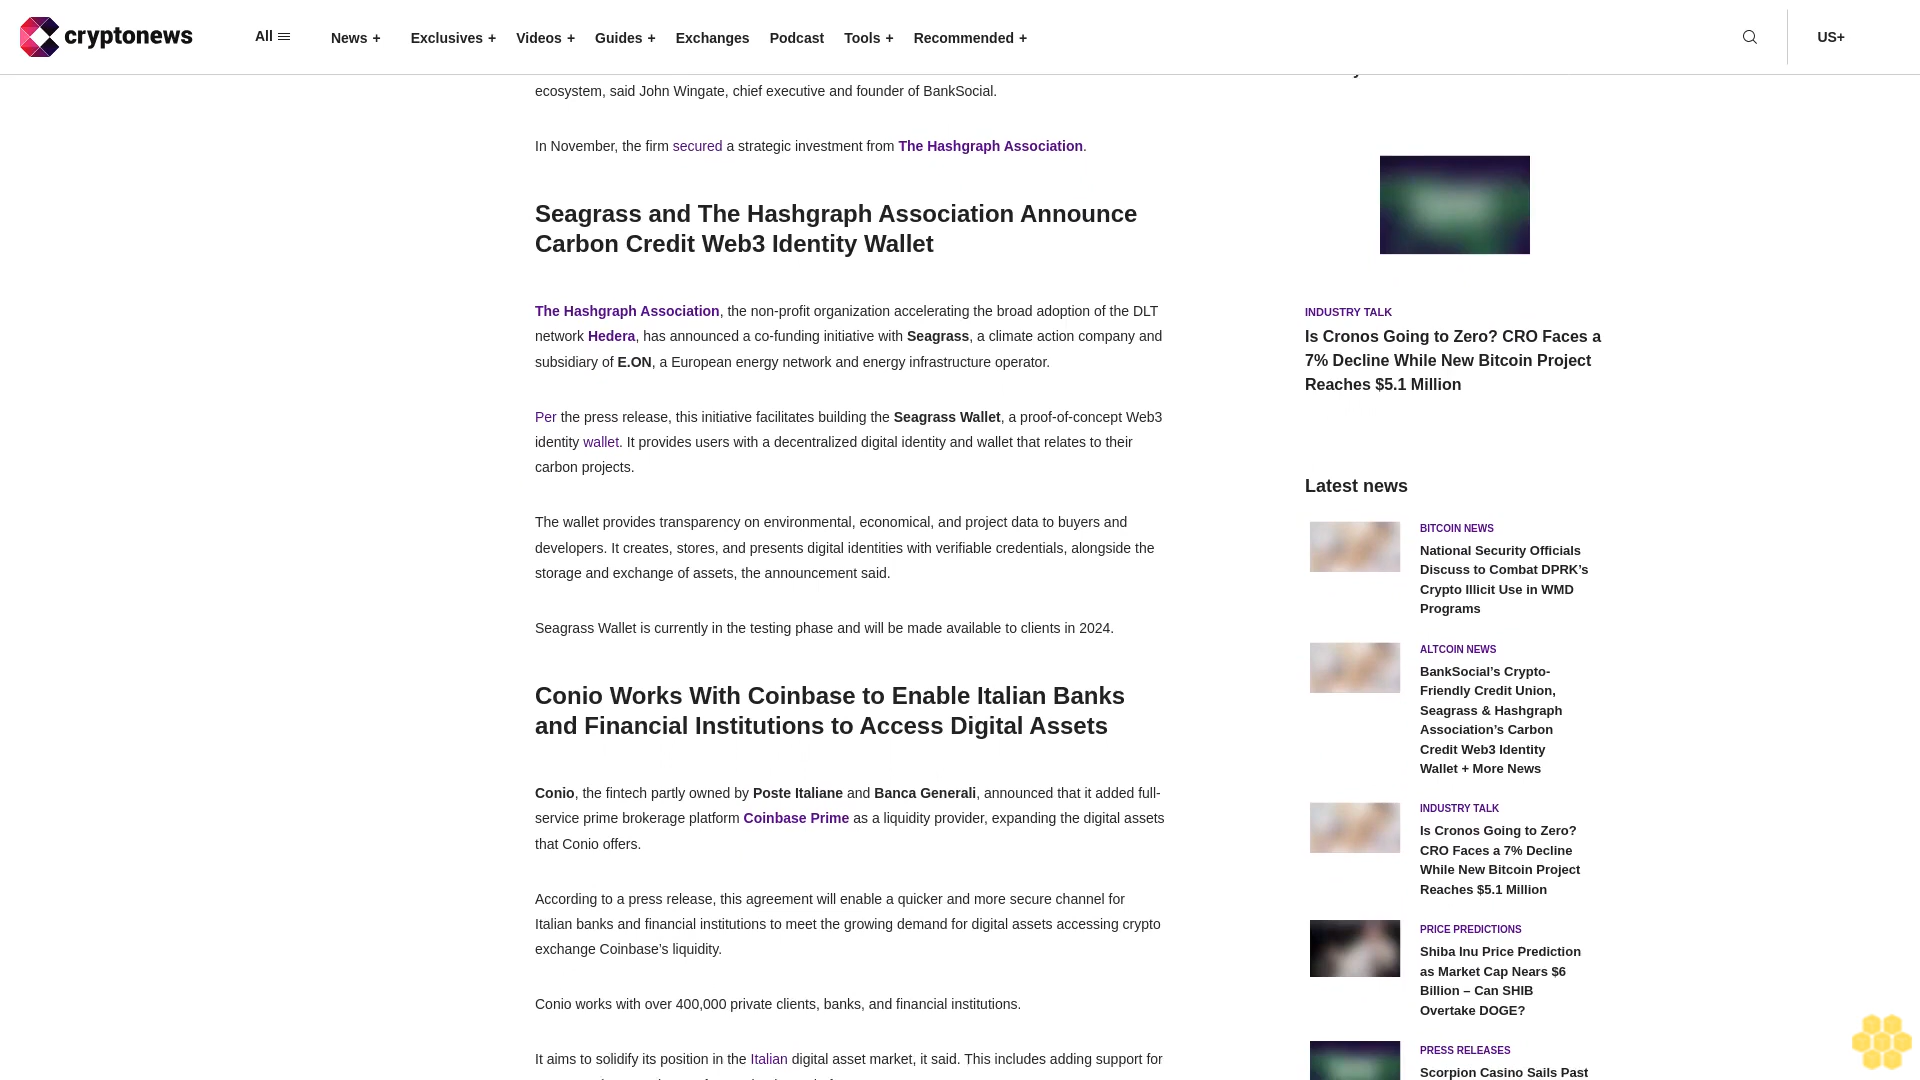 cryptonews
All
News +
Exclusives +
Videos +
Guides +
Exchanges
Podcast
Tools +
Recommended +
US+
ecosystem, said John Wingate, chief executive and founder of BankSocial.
In November, the firm secured a strategic investment from The Hashgraph Association.
Seagrass and The Hashgraph Association Announce
Carbon Credit Web3 Identity Wallet
The Hashgraph Association, the non-profit organization accelerating the broad adoption of the DLT
network Hedera, has announced a co-funding initiative with Seagrass, a climate action company and
subsidiary of E.ON, a European energy network and energy infrastructure operator.
Per the press release, this initiative facilitates building the Seagrass Wallet, a proof-of-concept Web3
identity wallet. It provides users with a decentralized digital identity and wallet that relates to their
carbon projects.
The wallet provides transparency on environmental, economical, and project data to buyers and
developers. It creates, stores, and presents digital identities with verifiable credentials, alongside the
storage and exchange of assets, the announcement said.
Seagrass Wallet is currently in the testing phase and will be made available to clients in 2024.
Conio Works With Coinbase to Enable Italian Banks
and Financial Institutions to Access Digital Assets
Conio, the fintech partly owned by Poste Italiane and Banca Generali, announced that it added full-
service prime brokerage platform Coinbase Prime as a liquidity provider, expanding the digital assets
that Conio offers.
According to a press release, this agreement will enable a quicker and more secure channel for
Italian banks and financial institutions to meet the growing demand for digital assets accessing crypto
exchange Coinbase’s liquidity.
Conio works with over 400,000 private clients, banks, and financial institutions.
It aims to solidify its position in the Italian digital asset market, it said. This includes adding support for
INDUSTRY TALK
Is Cronos Going to Zero? CRO Faces a
7% Decline While New Bitcoin Project
Reaches $5.1 Million
Latest news
BITCOIN NEWS
National Security Officials
Discuss to Combat DPRK’s
Crypto Illicit Use in WMD
Programs
ALTCOIN NEWS
BankSocial’s Crypto-
Friendly Credit Union,
Seagrass & Hashgraph
Association’s Carbon
Credit Web3 Identity
Wallet + More News
INDUSTRY TALK
Is Cronos Going to Zero?
CRO Faces a 7% Decline
While New Bitcoin Project
Reaches $5.1 Million
PRICE PREDICTIONS
Shiba Inu Price Prediction
as Market Cap Nears $6
Billion – Can SHIB
Overtake DOGE?
PRESS RELEASES
Scorpion Casino Sails Past